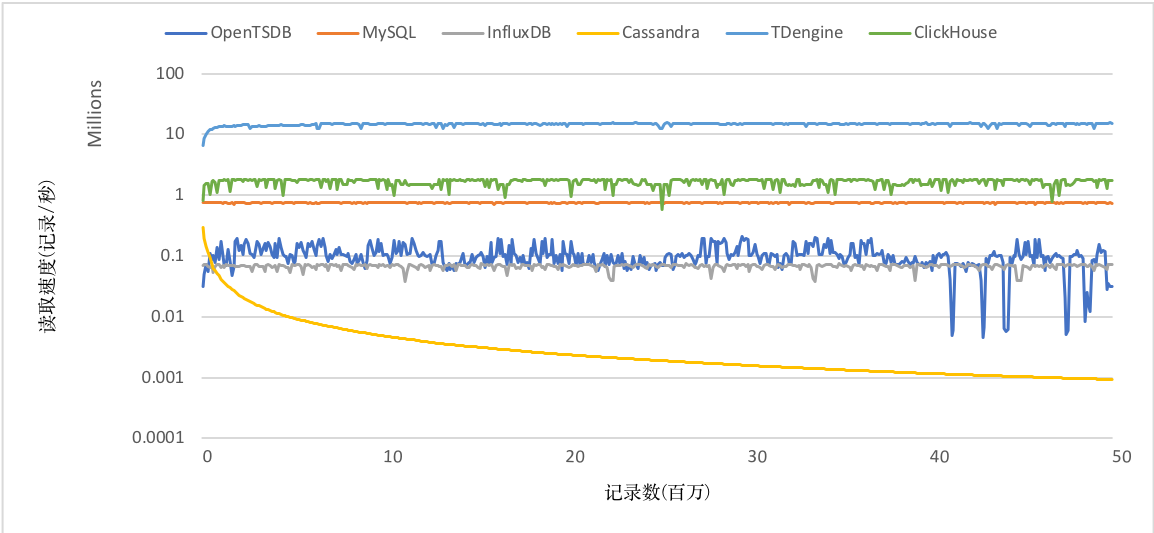 OpenTSDB MySQL InfluxDB Cassandra TDengine ClickHouse
Millions
读取速度(记录/秒)
100
10
1
0.1
0.01
0.001
0.0001
0 10 20 30 40 50
记录数(百万)